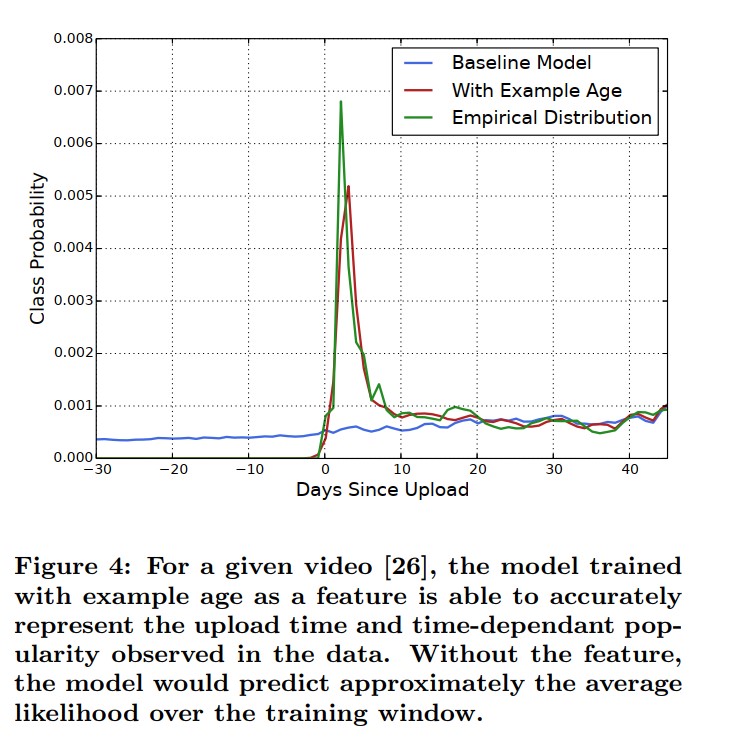 0.008
Baseline Model
0.007
With Example Age
Empirical Distribution
0.006
0.005
Class Probability
0.004
0.003
0.002
0.001
0.000
−30 −20 −10 0 10 20 30 40
Days Since Upload
Figure 4: For a given video [26], the model trained
with example age as a feature is able to accurately
represent the upload time and time-dependant pop-
ularity observed in the data. Without the feature,
the model would predict approximately the average
likelihood over the training window.